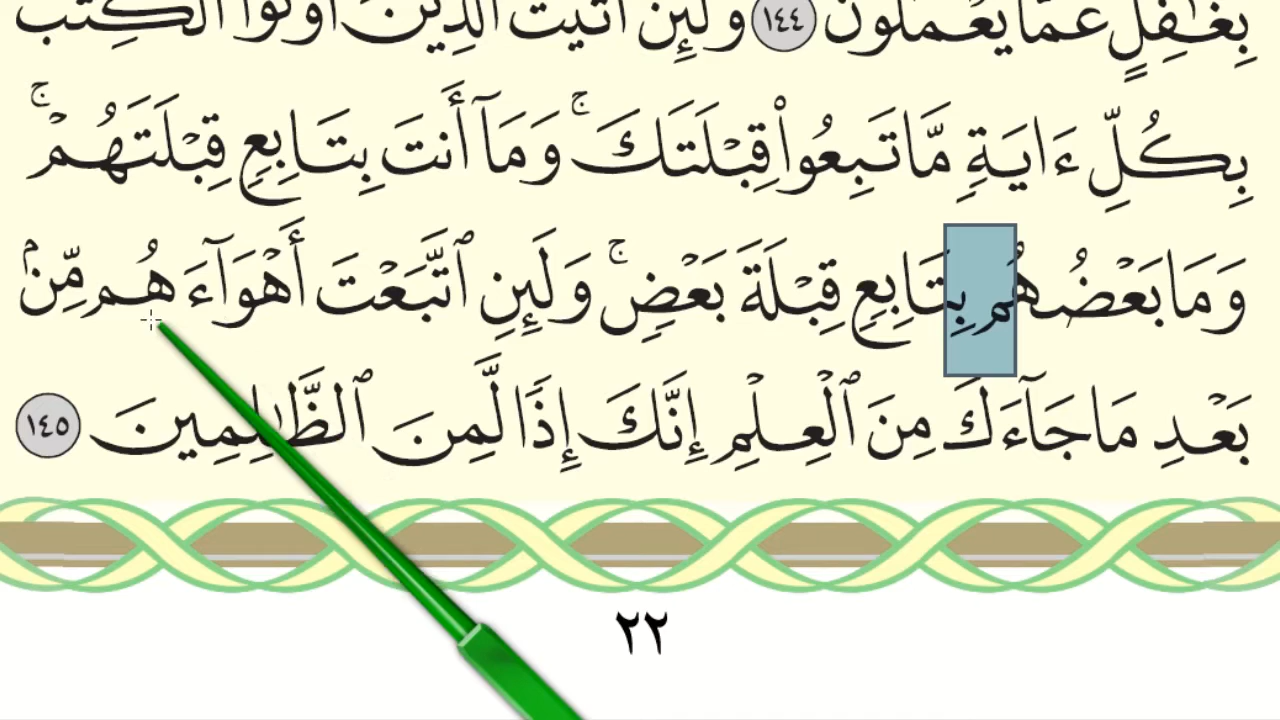 بِغَٰفِلٍ عَمَّا يَعْمَلُونَ ١٤٤ وَلَئِنْ أَتَيْتَ ٱلَّذِينَ أُوتُوا۟ ٱلْكِتَٰبَ
بِكُلِّ ءَايَةٍ مَّا تَبِعُوا۟ قِبْلَتَكَ ۚ وَمَآ أَنتَ بِتَابِعٍ قِبْلَتَهُمْ ۚ
وَمَا بَعْضُهُم بِتَابِعٍ قِبْلَةَ بَعْضٍ ۚ وَلَئِنِ ٱتَّبَعْتَ أَهْوَآءَهُم مِّنۢ
بَعْدِ مَا جَآءَكَ مِنَ ٱلْعِلْمِ إِنَّكَ إِذًا لَّمِنَ ٱلظَّٰلِمِينَ ١٤٥
٢٢